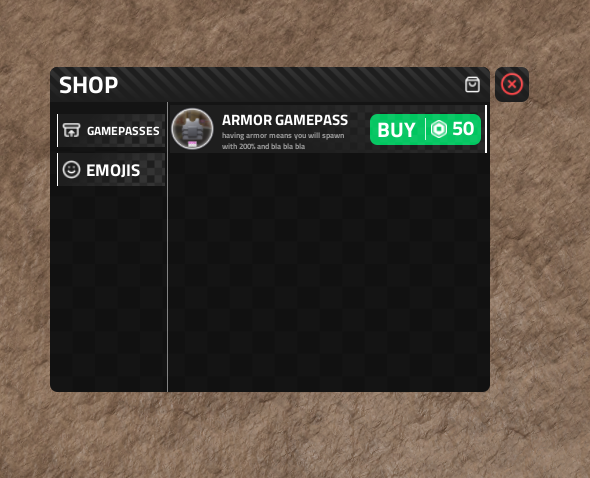 SHOP
GAMEPASSES
EMOJIS
ARMOR GAMEPASS
having armor means you will spawn
with 200% and bla bla bla
BUY 50